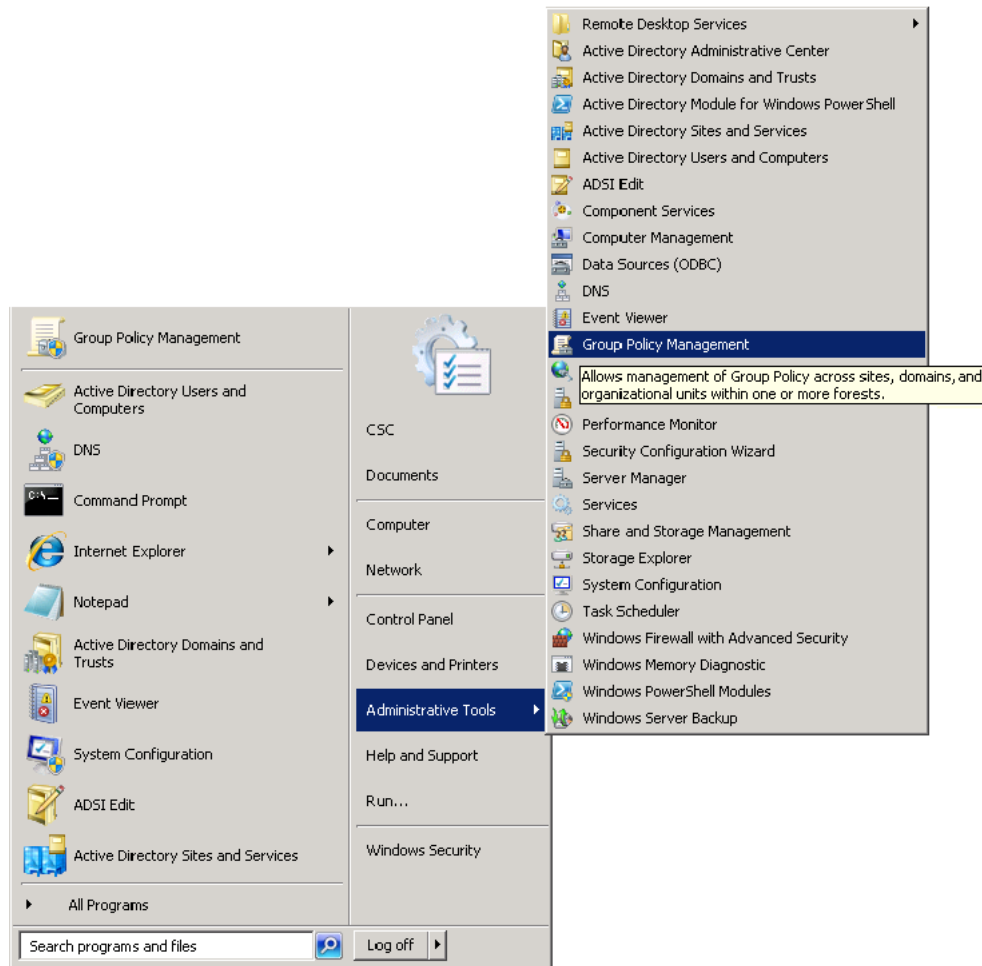 Group Policy Management
Active Directory Users and
Computers
DNS
C:\
Command Prompt
Internet Explorer
Notepad
Active Directory Domains and
Trusts
Event Viewer
System Configuration
ADSI Edit
Active Directory Sites and Services
All Programs
Search programs and files
CSC
Documents
Computer
Network
Control Panel
Devices and Printers
Administrative Tools
Help and Support
Run...
Windows Security
Log off
Remote Desktop Services
Active Directory Administrative Center
Active Directory Domains and Trusts
Active Directory Module for Windows PowerShell
Active Directory Sites and Services
Active Directory Users and Computers
ADSI Edit
Component Services
Computer Management
Data Sources (ODBC)
DNS
Event Viewer
Group Policy Management
Allows management of Group Policy across sites, domains, and
organizational units within one or more forests.
Performance Monitor
Security Configuration Wizard
Server Manager
Services
Share and Storage Management
Storage Explorer
System Configuration
Task Scheduler
Windows Firewall with Advanced Security
Windows Memory Diagnostic
Windows PowerShell Modules
Windows Server Backup